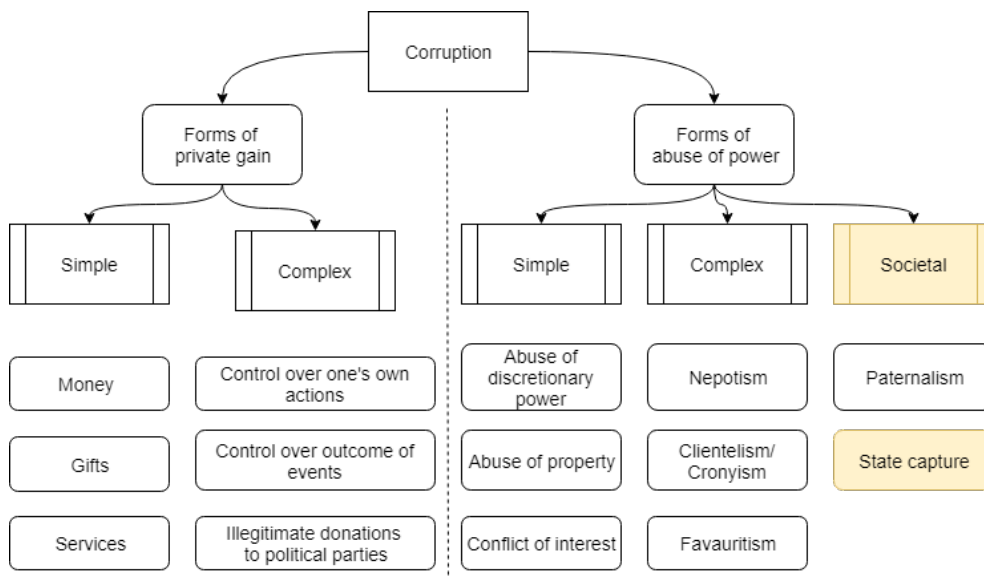 Corruption
Forms of
private gain
Forms of
abuse of power
Simple
Complex
Simple
Complex
Societal
Money
Control over one's own
actions
Abuse of
discretionary
power
Nepotism
Paternalism
Gifts
Control over outcome of
events
Abuse of property
Clientelism/
Cronyism
State capture
Services
Illegitimate donations
to political parties
Conflict of interest
Favauritism